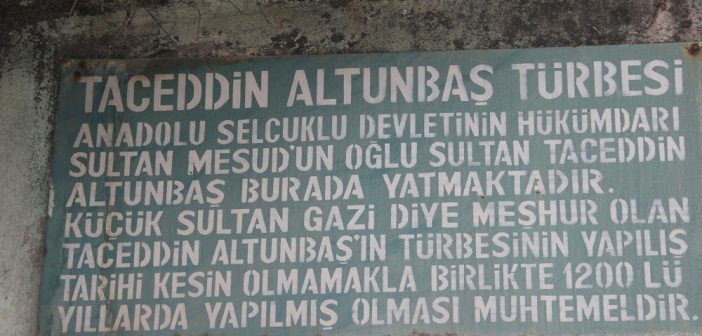 TACEDDİN ALTUNBAŞ TÜRBESİ
ANADOLU SELCUKLU DEVLETİNİN HÜKÜMDARI
SULTAN MESUD'UN OĞLU SULTAN TACEDDİN
ALTUNBAŞ BURADA YATMAKTADIR.
KÜÇÜK SULTAN GAZİ DİYE MEŞHUR OLAN
TACEDDİN ALTUNBAŞ'IN TÜRBESİNİN YAPILIŞ
TARİHİ KESİN OLMAMAKLA BİRLİKTE 1200 LÜ
YILLARDA YAPILMIŞ OLMASI MUHTEMELDİR.